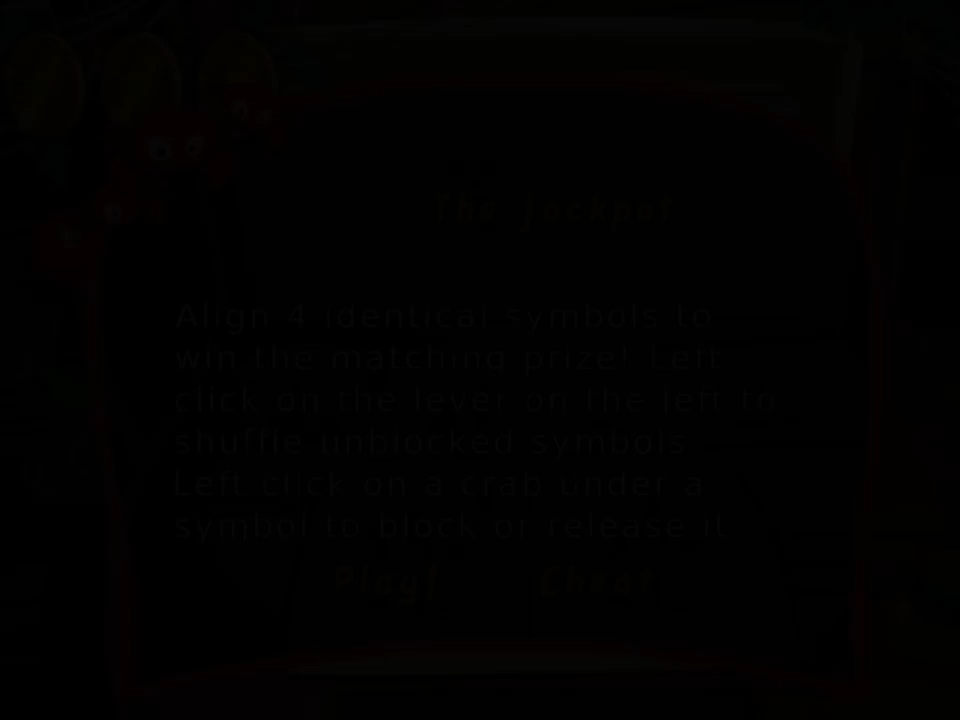 The Jackpot
Align 4 identical symbols to
win the matching prize! Left
click on the lever on the left to
shuffle unblocked symbols.
Left click on a crab under a
symbol to block or release it.
Play! Cheat